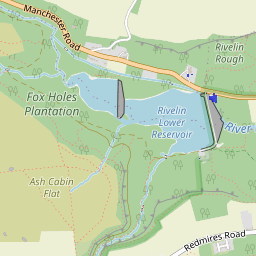 Manchester Road
Rivelin
Rough
Fox Holes
Plantation
Rivelin
Lower
Reservoir
River
Ash Cabin
Flat
Redmires Road